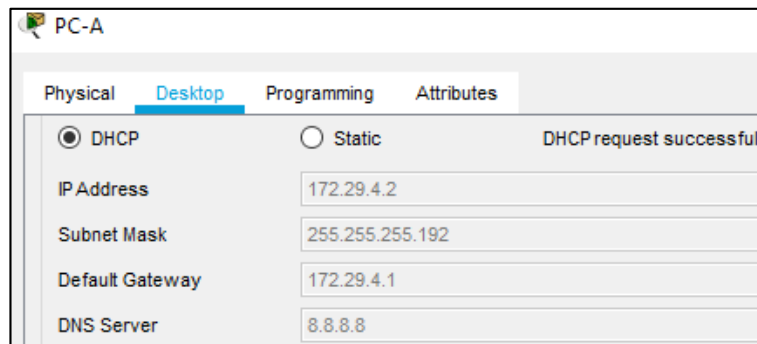 PC-A
Physical Desktop Programming Attributes
DHCP Static DHCP request successful
IP Address 172.29.4.2
Subnet Mask 255.255.255.192
Default Gateway 172.29.4.1
DNS Server 8.8.8.8